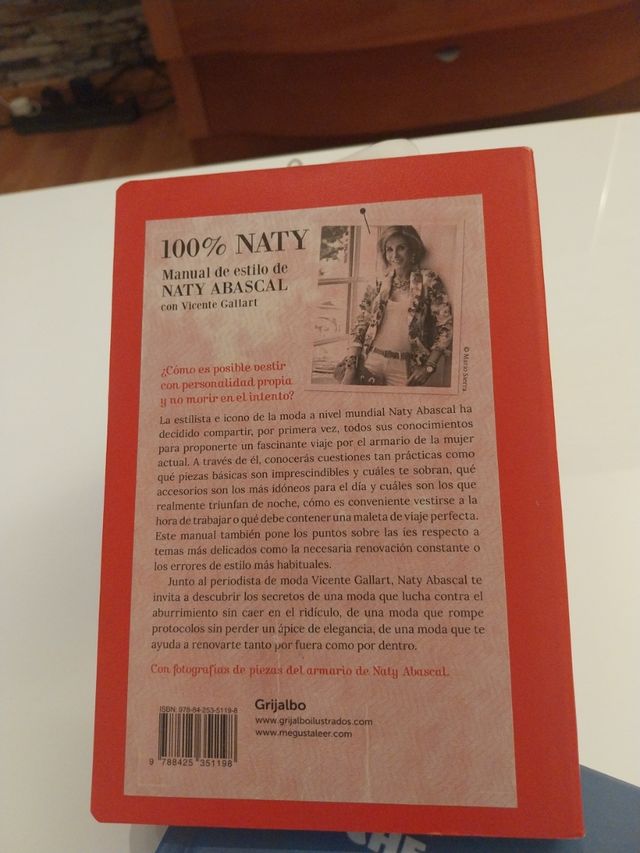 100% NATY
Manual de estilo de
NATY ABASCAL
con Vicente Gallart
© Mario Sierra
¿Cómo es posible vestir
con personalidad propia
y no morir en el intento?
La estilista e icono de la moda a nivel mundial Naty Abascal ha
decidido compartir, por primera vez, todos sus conocimientos
para proponerte un fascinante viaje por el armario de la mujer
actual. A través de él, conocerás cuestiones tan prácticas como
qué piezas básicas son imprescindibles y cuáles te sobran, qué
accesorios son los más idóneos para el día y cuáles son los que
realmente triunfan de noche, cómo es conveniente vestirse a la
hora de trabajar o qué debe contener una maleta de viaje perfecta.
Este manual también pone los puntos sobre las íes respecto a
temas más delicados como la necesaria renovación constante o
los errores de estilo más habituales.
Junto al periodista de moda Vicente Gallart, Naty Abascal te
invita a descubrir los secretos de una moda que lucha contra el
aburrimiento sin caer en el ridículo, de una moda que rompe
protocolos sin perder un ápice de elegancia, de una moda que te
ayuda a renovarte tanto por fuera como por dentro.
Con fotografías de piezas del armario de Naty Abascal.
ISBN: 978-84-253-5119-8
9 788425 351198
Grijalbo
www.grijalboilustrados.com
www.megustaleer.com